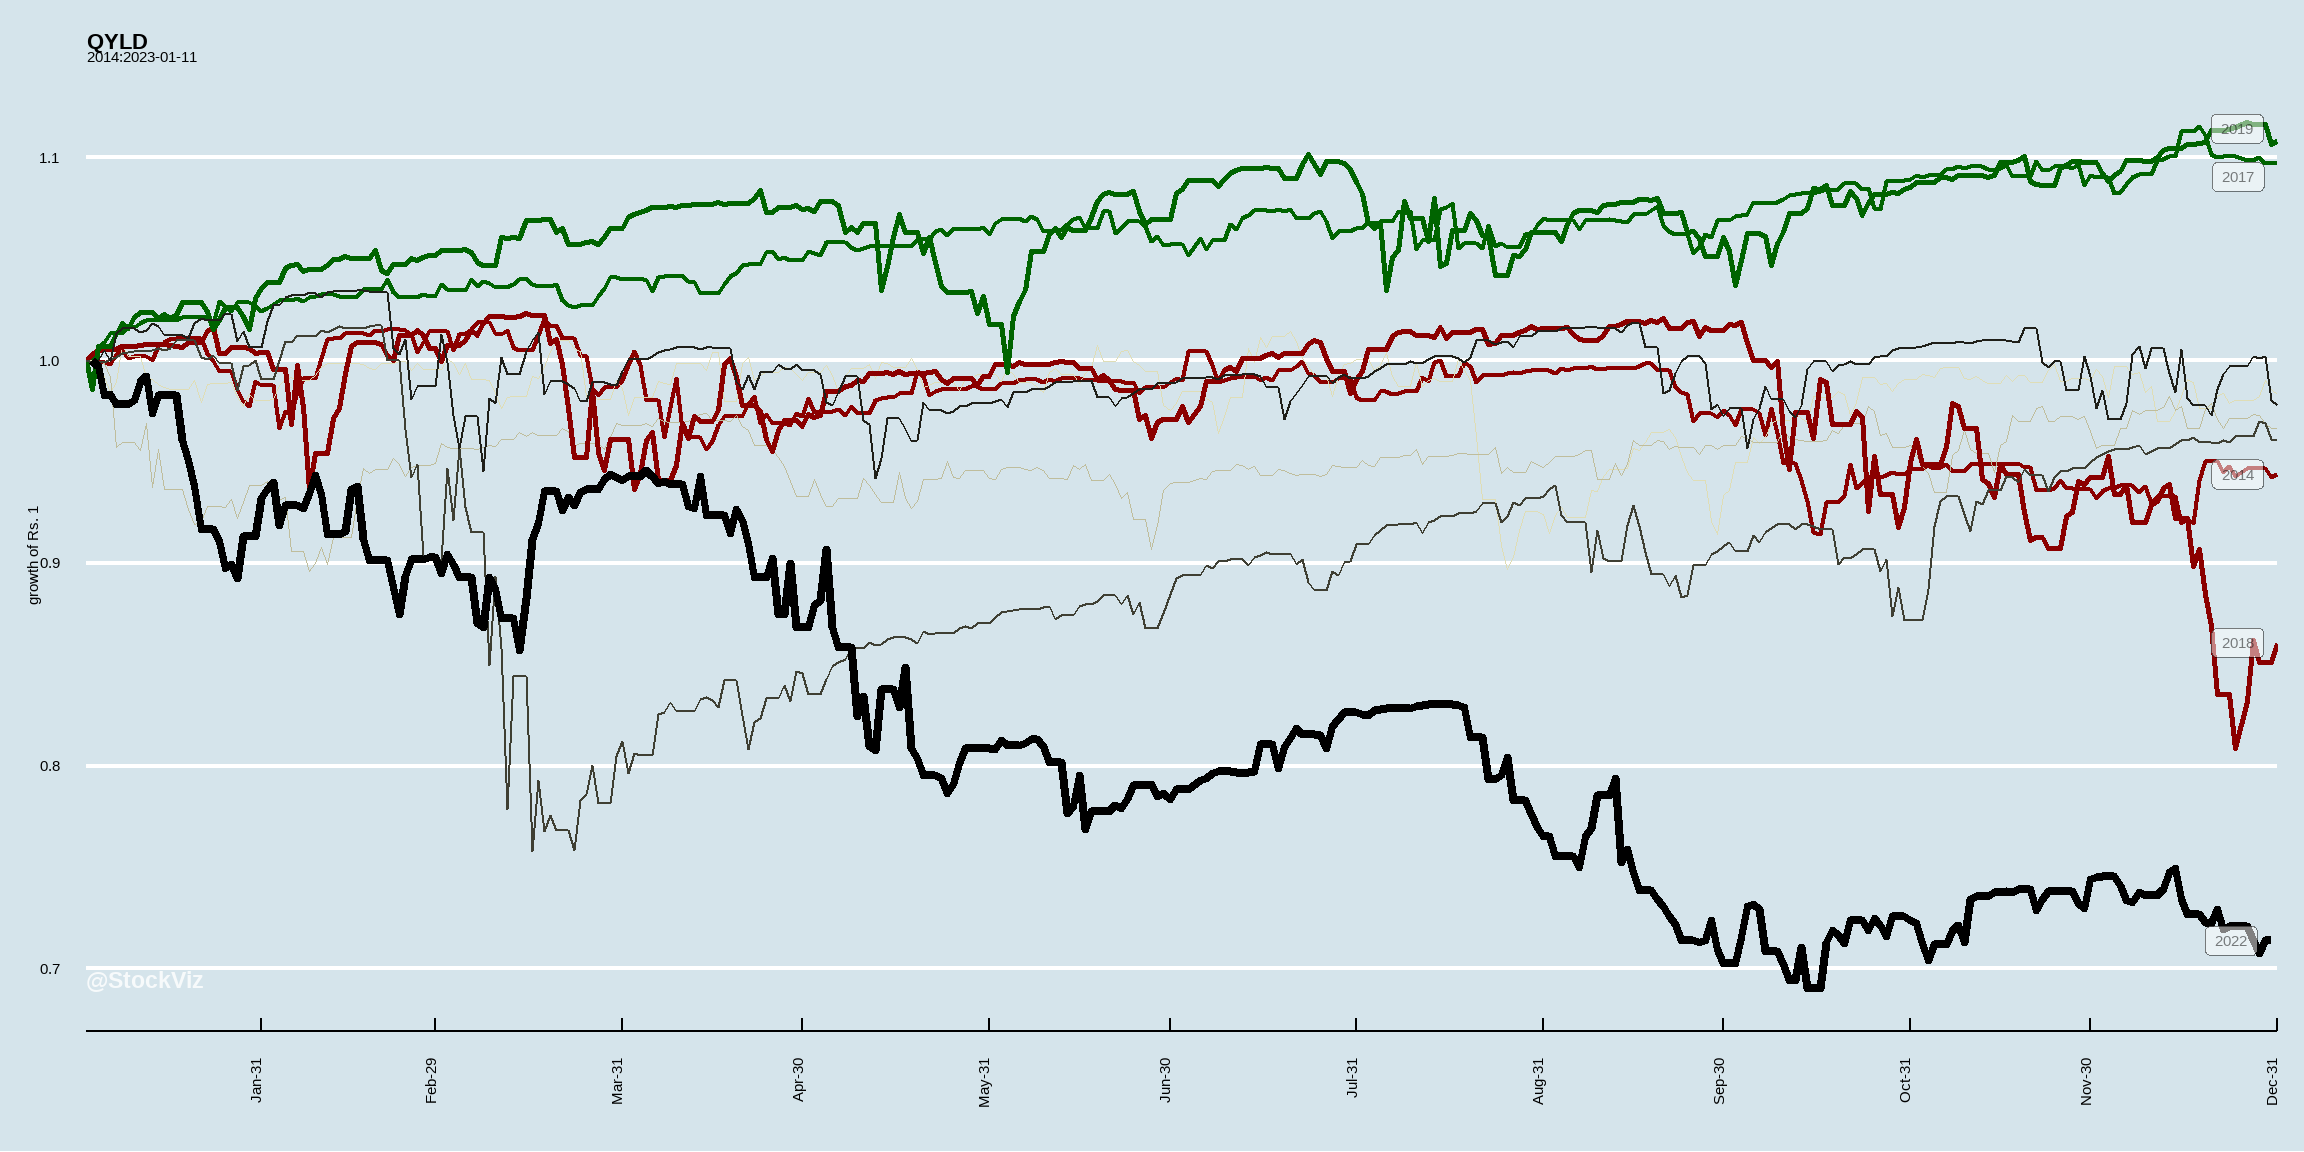 QYLD
2014:2023-01-11
1.1
1.0
0.9
0.8
0.7
growth of Rs. 1
2019
2017
2014
2018
2022
@StockViz
Jan-31
Feb-29
Mar-31
Apr-30
May-31
Jun-30
Jul-31
Aug-31
Sep-30
Oct-31
Nov-30
Dec-31